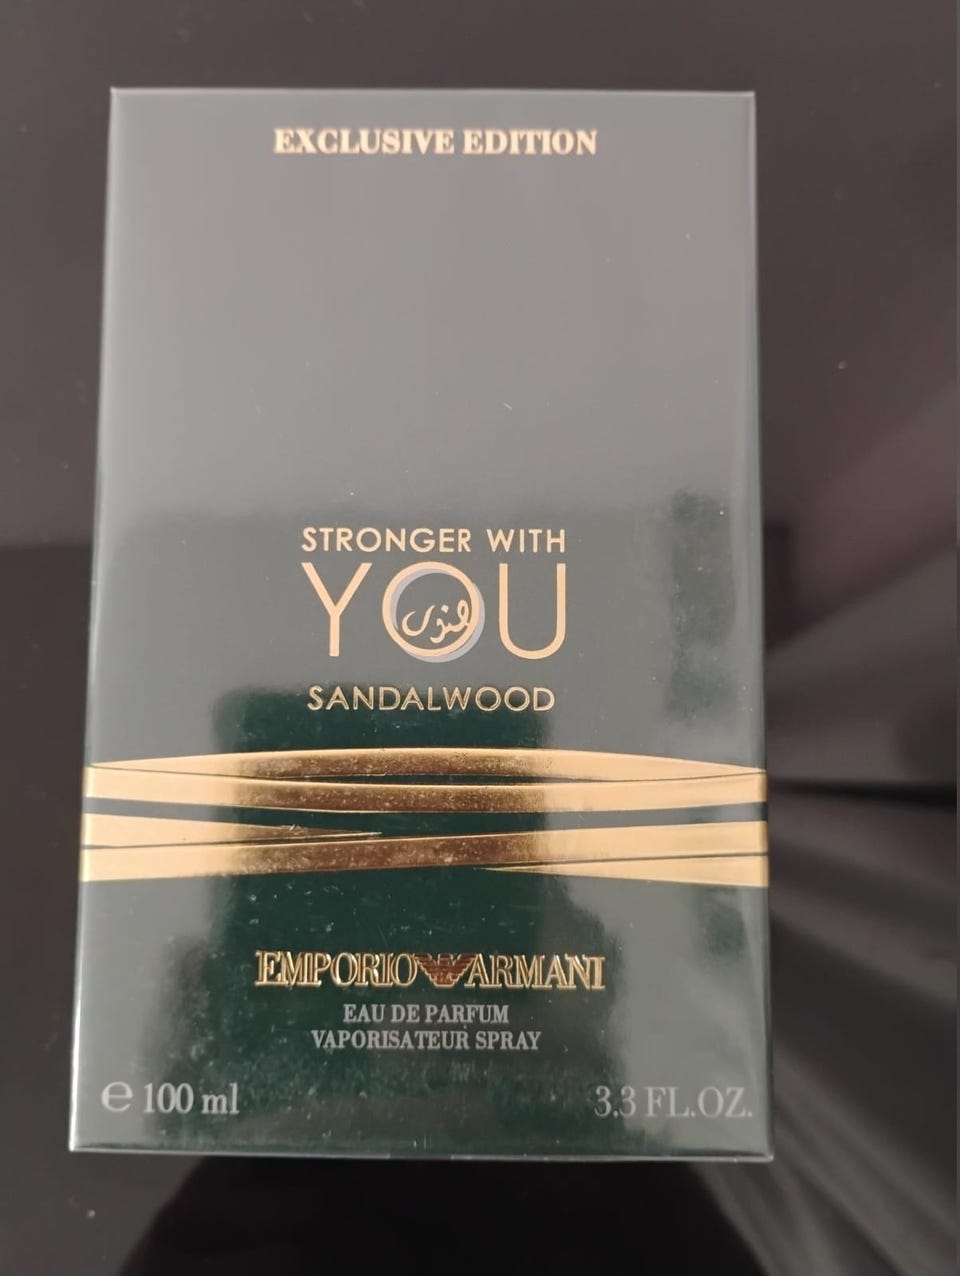 EXCLUSIVE EDITION
STRONGER WITH
YOU
SANDALWOOD
EMPORIO ARMANI
EAU DE PARFUM
VAPORISATEUR SPRAY
℮ 100 ml 3.3 FL.OZ.